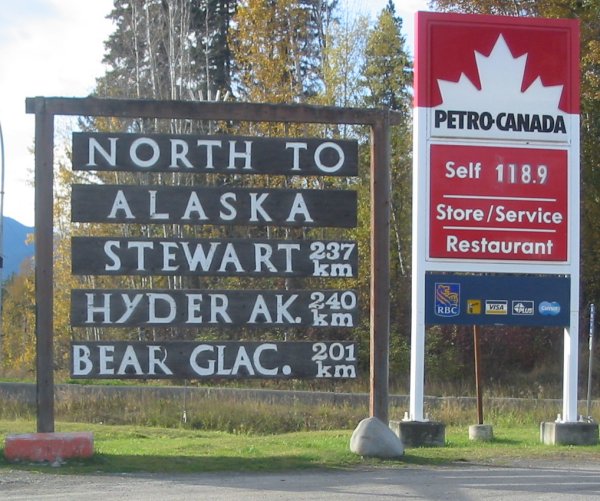 NORTH TO
ALASKA
STEWART 237 km
HYDER AK. 240 km
BEAR GLAC. 201 km
PETRO-CANADA
Self 118.9
Store/Service
Restaurant
RBC VISA PLUS